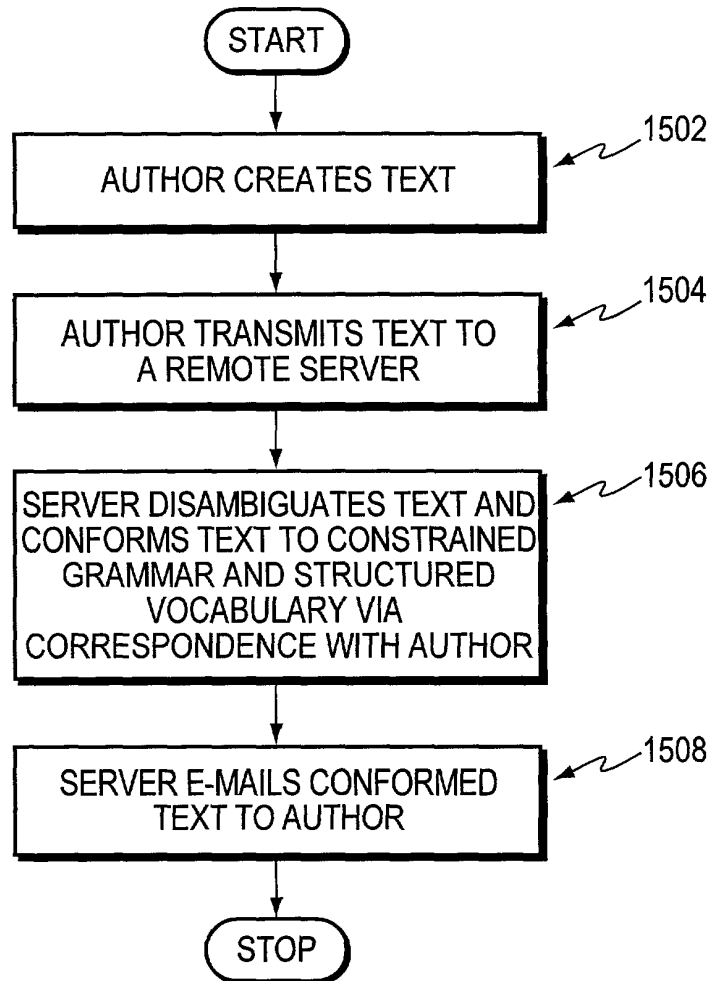 START
1502
AUTHOR CREATES TEXT
1504
AUTHOR TRANSMITS TEXT TO
A REMOTE SERVER
1506
SERVER DISAMBIGUATES TEXT AND
CONFORMS TEXT TO CONSTRAINED
GRAMMAR AND STRUCTURED
VOCABULARY VIA
CORRESPONDENCE WITH AUTHOR
1508
SERVER E-MAILS CONFORMED
TEXT TO AUTHOR
STOP